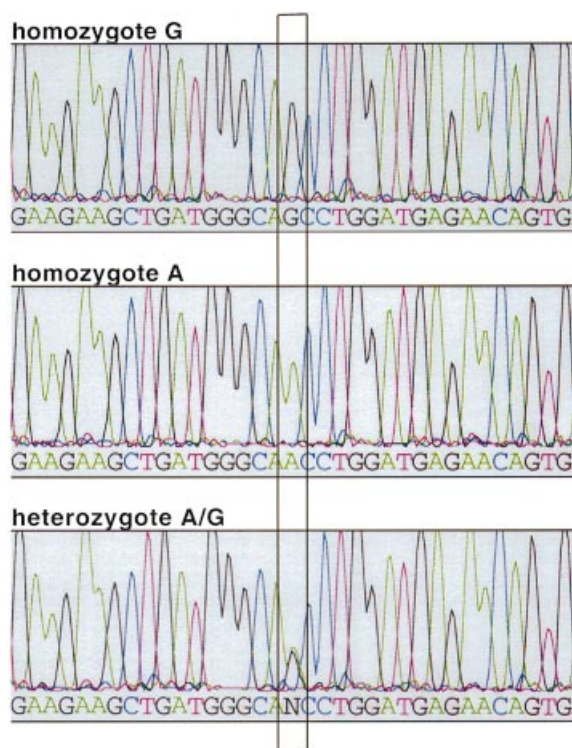 homozygote G
GAAGAAGCTGATGGGCAGCCTGGATGAGAACAGTG
homozygote A
GAAGAAGCTGATGGGCAACCTGGATGAGAACAGTG
heterozygote A/G
GAAGAAGCTGATGGGCANCCTGGATGAGAACAGTG